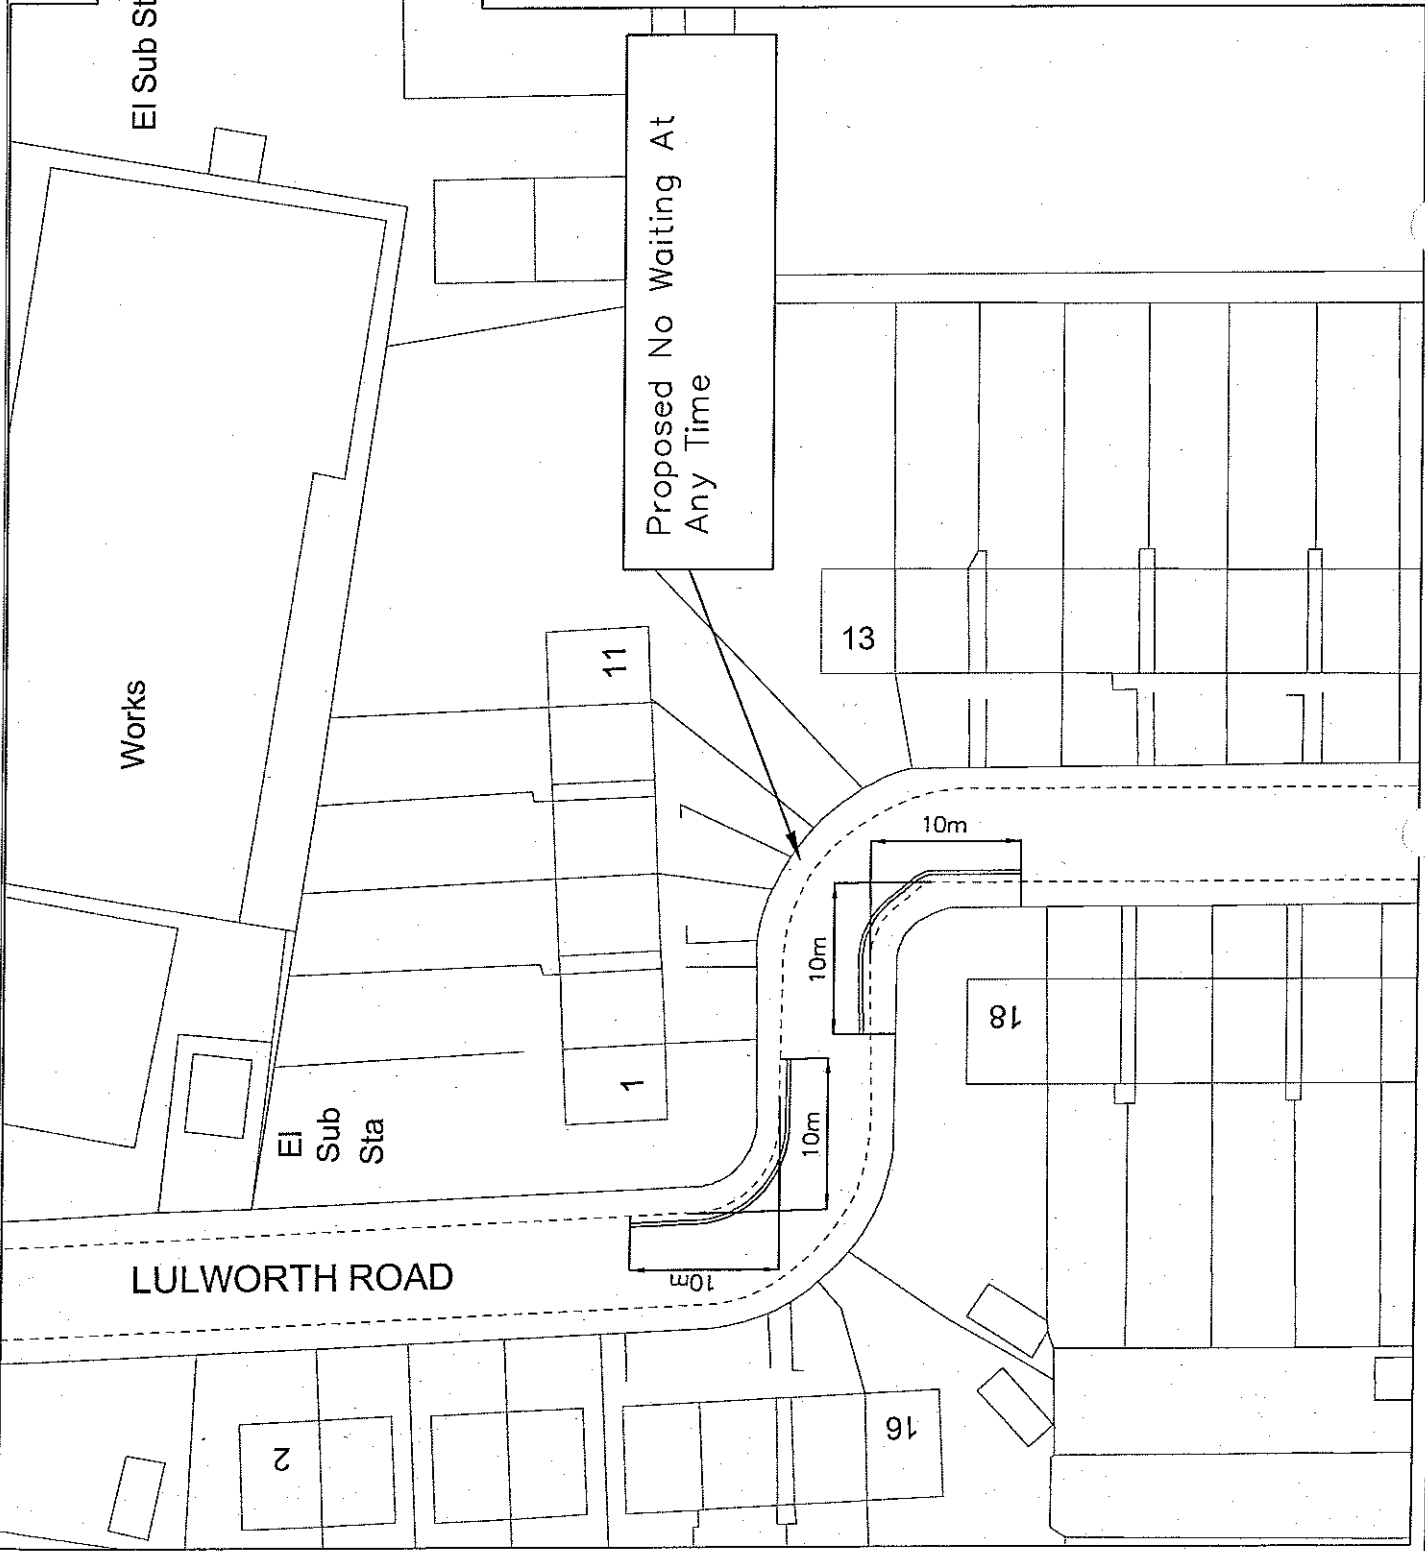 El Sub St
Works
Proposed No Waiting At
Any Time
11
13
1
El
Sub
Sta
10m
10m
10m
10m
18
LULWORTH ROAD
2
16